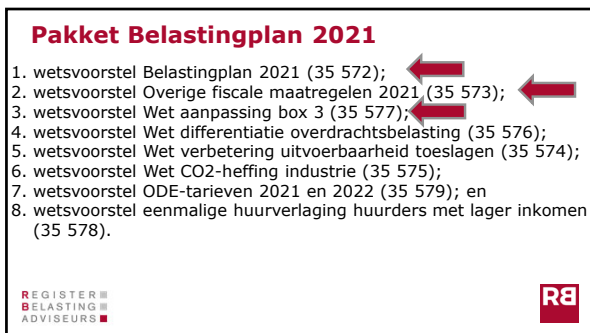 Pakket Belastingplan 2021
1. wetsvoorstel Belastingplan 2021 (35 572);
2. wetsvoorstel Overige fiscale maatregelen 2021 (35 573);
3. wetsvoorstel Wet aanpassing box 3 (35 577);
4. wetsvoorstel Wet differentiatie overdrachtsbelasting (35 576);
5. wetsvoorstel Wet verbetering uitvoerbaarheid toeslagen (35 574);
6. wetsvoorstel Wet CO2-heffing industrie (35 575);
7. wetsvoorstel ODE-tarieven 2021 en 2022 (35 579); en
8. wetsvoorstel eenmalige huurverlaging huurders met lager inkomen
(35 578).
REGISTER
BELASTING
ADVISEURS
RB